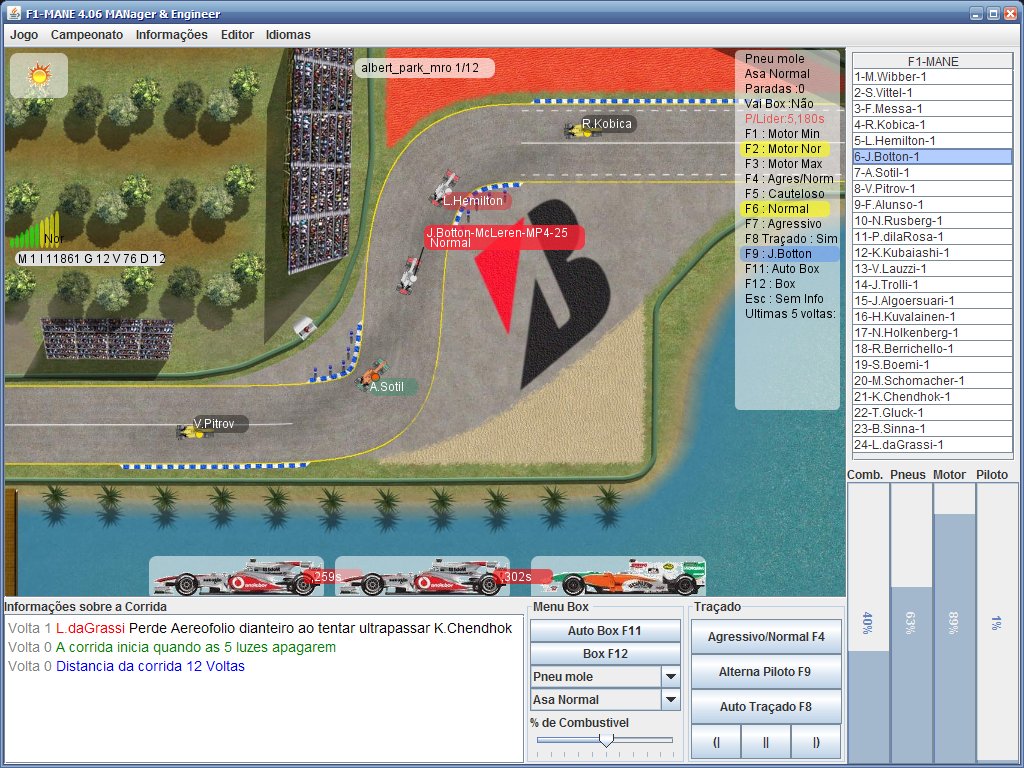 F1-MANE 4.06 MANager & Engineer
Jogo Campeonato Informações Editor Idiomas
albert_park_mro 1/12
Pneu mole
Asa Normal
Paradas :0
Vai Box :Não
P/Lider:5,180s
F1 : Motor Min
F2 : Motor Nor
F3 : Motor Max
F4 : Agres/Norm
F5 : Cauteloso
F6 : Normal
F7 : Agressivo
F8 Traçado : Sim
F9 : J.Botton
F11: Auto Box
F12 : Box
Esc : Sem Info
Ultimas 5 voltas:
R.Kobica
L.Hemilton
J.Botton-McLeren-MP4-25
Normal
Nor
M 1 I 11861 G 12 V 76 D 12
A.Sotil
V.Pitrov
259s
302s
F1-MANE
1-M.Wibber-1
2-S.Vittel-1
3-F.Messa-1
4-R.Kobica-1
5-L.Hemilton-1
6-J.Botton-1
7-A.Sotil-1
8-V.Pitrov-1
9-F.Alunso-1
10-N.Rusberg-1
11-P.dilaRosa-1
12-K.Kubaiashi-1
13-V.Lauzzi-1
14-J.Trolli-1
15-J.Algoersuari-1
16-H.Kuvalainen-1
17-N.Holkenberg-1
18-R.Berrichello-1
19-S.Boemi-1
20-M.Schomacher-1
21-K.Chendhok-1
22-T.Gluck-1
23-B.Sinna-1
24-L.daGrassi-1
Comb. Pneus Motor Piloto
40% 63% 89% 1%
Informações sobre a Corrida
Volta 1 L.daGrassi Perde Aereofolio dianteiro ao tentar ultrapassar K.Chendhok
Volta 0 A corrida inicia quando as 5 luzes apagarem
Volta 0 Distancia da corrida 12 Voltas
Menu Box
Auto Box F11
Box F12
Pneu mole
Asa Normal
% de Combustivel
Traçado
Agressivo/Normal F4
Alterna Piloto F9
Auto Traçado F8
(| || |)